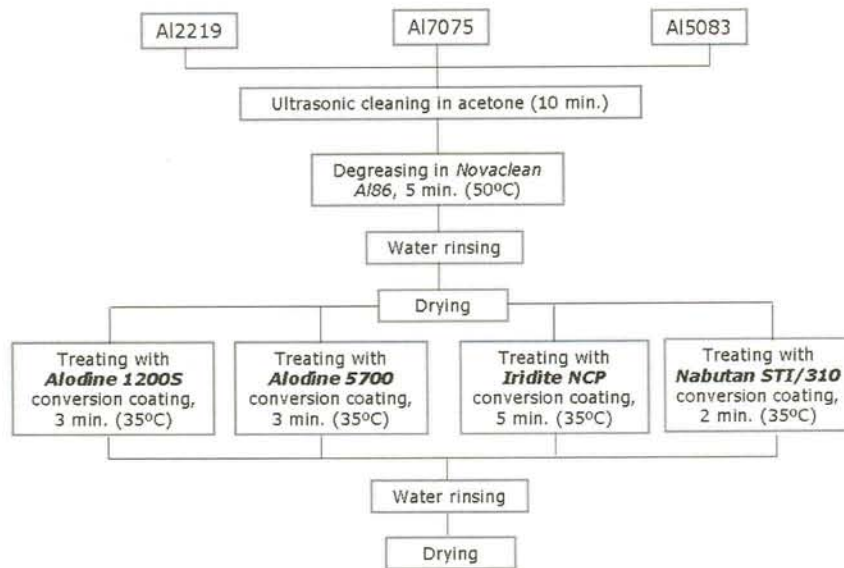 Al2219
Al7075
Al5083
Ultrasonic cleaning in acetone (10 min.)
Degreasing in Novaclean
Al86, 5 min. (50ºC)
Water rinsing
Drying
Treating with
Alodine 1200S
conversion coating,
3 min. (35ºC)
Treating with
Alodine 5700
conversion coating,
3 min. (35ºC)
Treating with
Iridite NCP
conversion coating,
5 min. (35ºC)
Treating with
Nabutan STI/310
conversion coating,
2 min. (35ºC)
Water rinsing
Drying